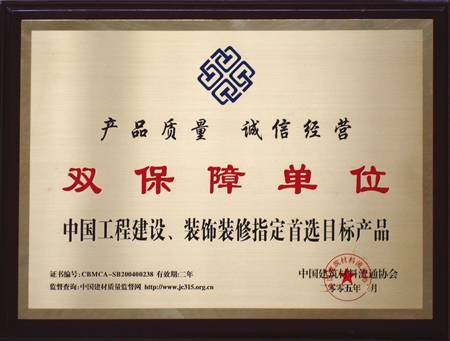 产品质量 诚信经营
双保障单位
中国工程建设、装饰装修指定首选目标产品
证书编号:CBMCA-SB200400238 有效期:二年
监督查询:中国建材质量监督网 http://www.jc315.org.cn
中国建筑材料流通协会
二零零五年 月